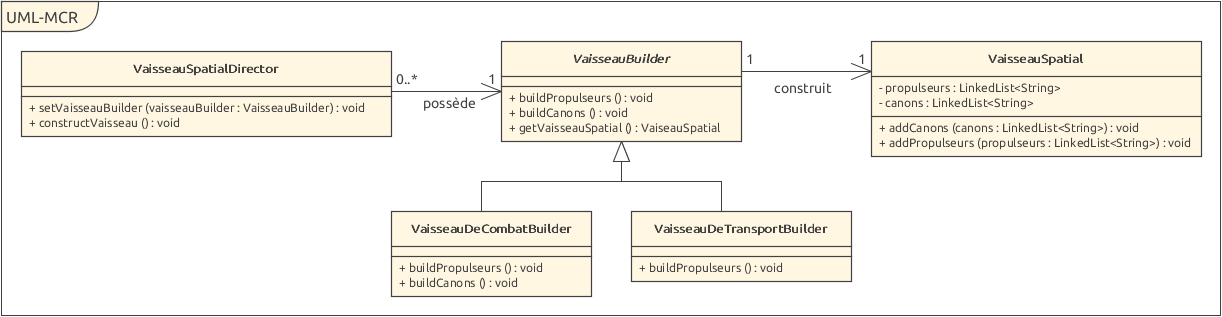 UML-MCR
VaisseauSpatialDirector
+ setVaisseauBuilder (vaisseauBuilder : VaisseauBuilder) : void
+ constructVaisseau () : void
0..*
1
possède
VaisseauBuilder
+ buildPropulseurs () : void
+ buildCanons () : void
+ getVaisseauSpatial () : VaiseauSpatial
1
1
construit
VaisseauSpatial
- propulseurs : LinkedList<String>
- canons : LinkedList<String>
+ addCanons (canons : LinkedList<String>) : void
+ addPropulseurs (propulseurs : LinkedList<String>) : void
VaisseauDeCombatBuilder
+ buildPropulseurs () : void
+ buildCanons () : void
VaisseauDeTransportBuilder
+ buildPropulseurs () : void